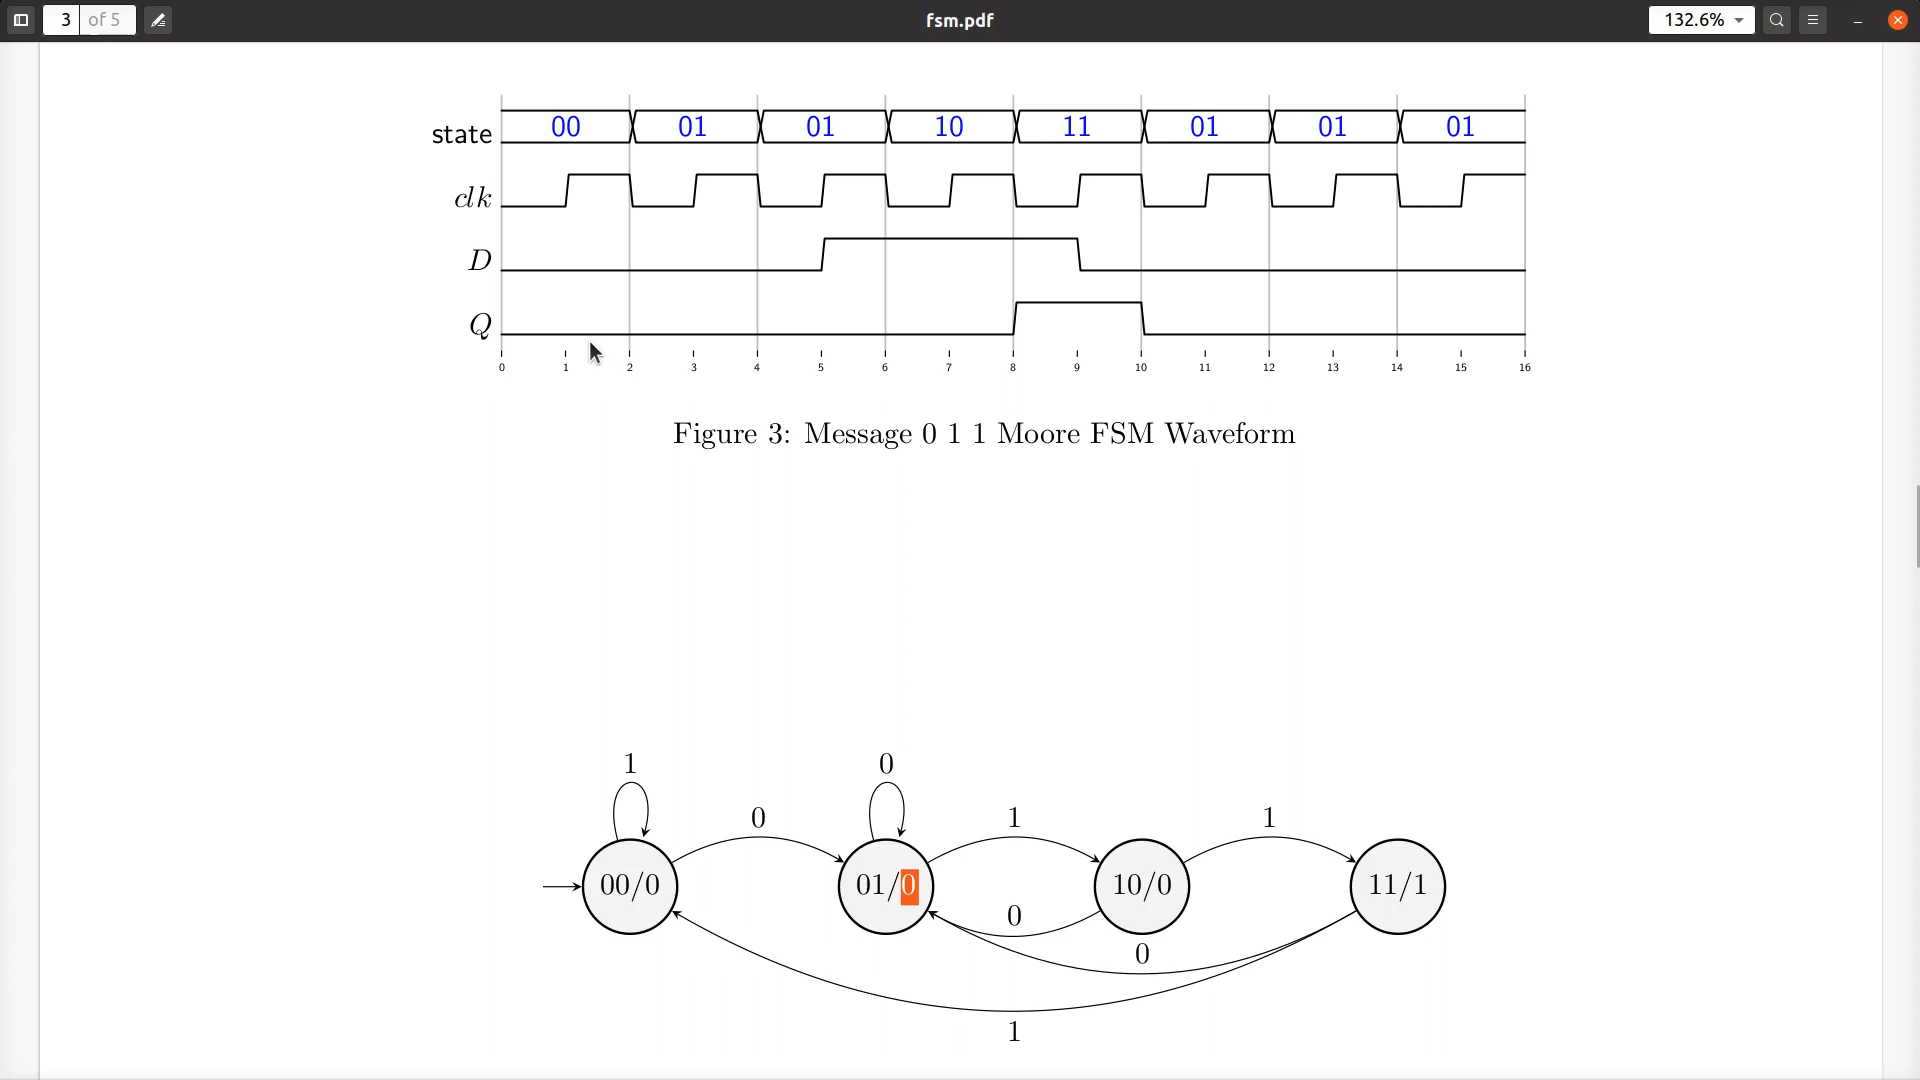 3 of 5
fsm.pdf
132.6%
state 00 01 01 10 11 01 01 01
clk
D
Q
0 1 2 3 4 5 6 7 8 9 10 11 12 13 14 15 16
Figure 3: Message 0 1 1 Moore FSM Waveform
1 0
0 1 1
00/0 01/0 10/0 11/1
0
0
1